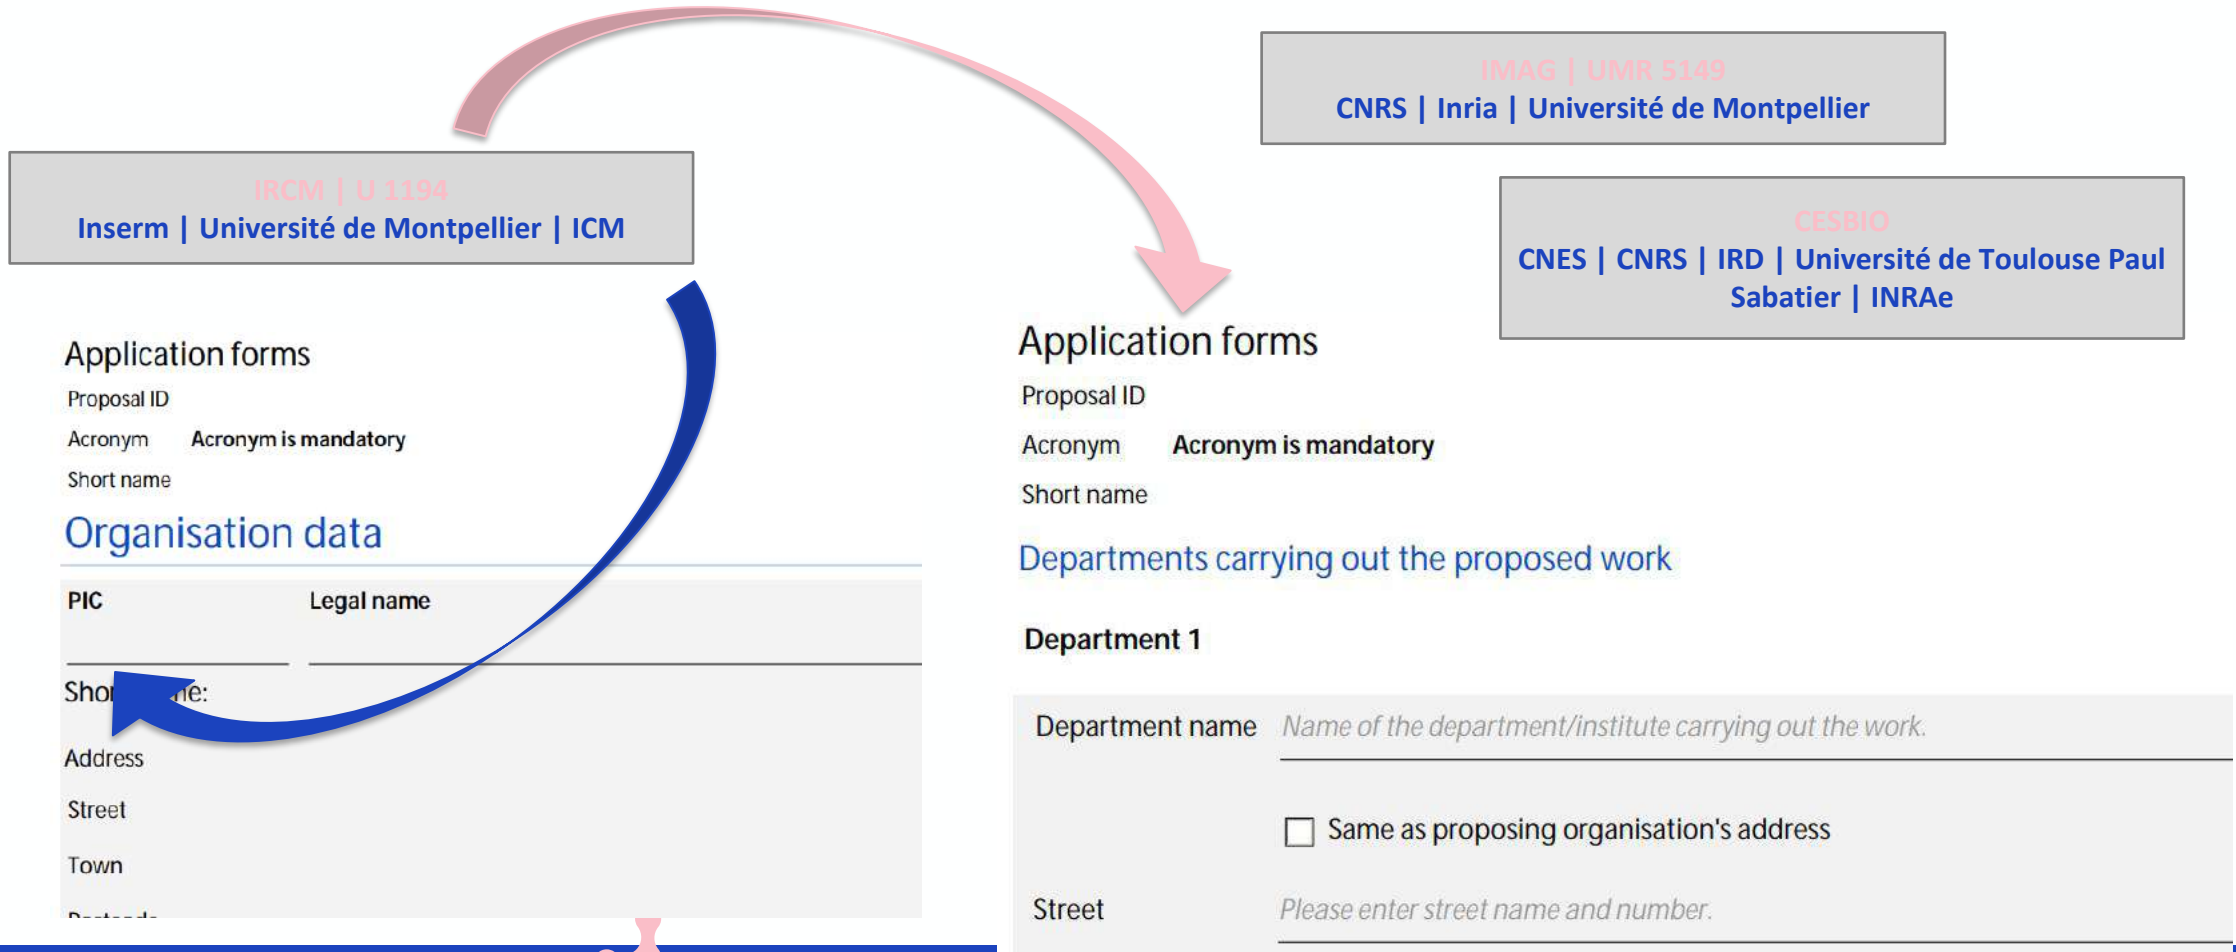 IMAG | UMR 5149
CNRS | Inria | Université de Montpellier
IRCM | U 1194
Inserm | Université de Montpellier | ICM
CESBIO
CNES | CNRS | IRD | Université de Toulouse Paul
Sabatier | INRAe
Application forms
Proposal ID
Acronym Acronym is mandatory
Short name
Organisation data
PIC Legal name
Address
Street
Town
Application forms
Proposal ID
Acronym Acronym is mandatory
Short name
Departments carrying out the proposed work
Department 1
Department name Name of the department/institute carrying out the work.
Same as proposing organisation's address
Street Please enter street name and number.